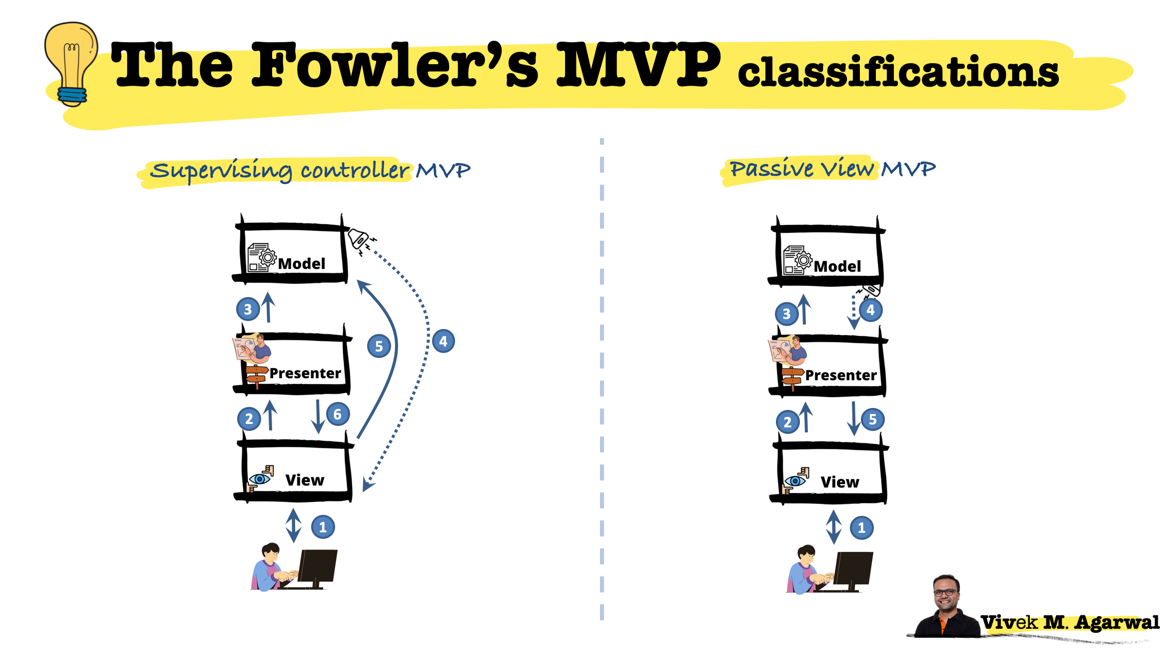 The Fowler's MVP classifications
Supervising controller MVP
Model
3
5
4
Presenter
2
6
View
1
Passive View MVP
Model
3
4
Presenter
2
5
View
1
Vivek M. Agarwal